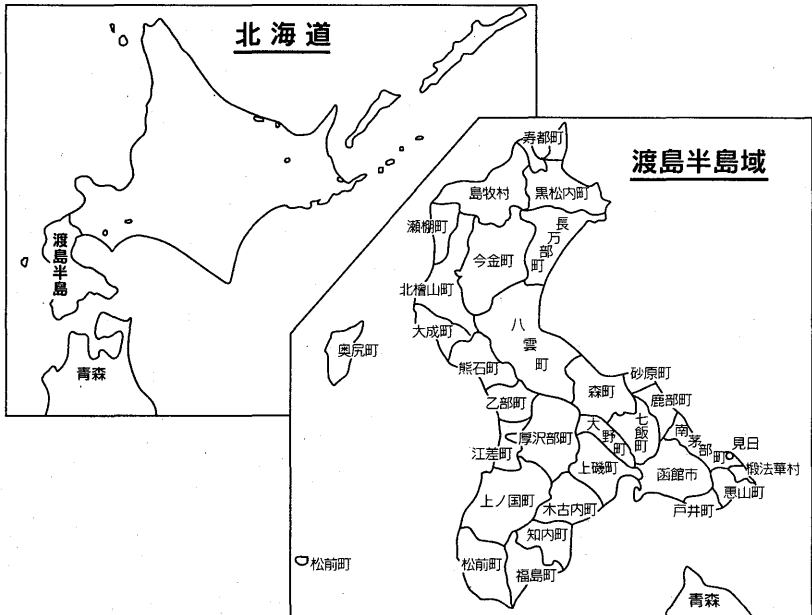 北海道
渡島半島
青森
渡島半島域
寿都町
島牧村
黒松内町
瀬棚町
長万部町
今金町
北檜山町
八雲町
大成町
奥尻町
熊石町
砂原町
森町
鹿部町
乙部町
七飯町
大野町
南茅部町
見日
厚沢部町
江差町
上磯町
函館市
椴法華村
恵山町
戸井町
上ノ国町
木古内町
知内町
松前町
松前町
福島町
青森